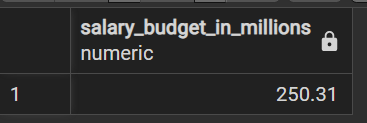 salary_budget_in_millions
numeric
1 250.31